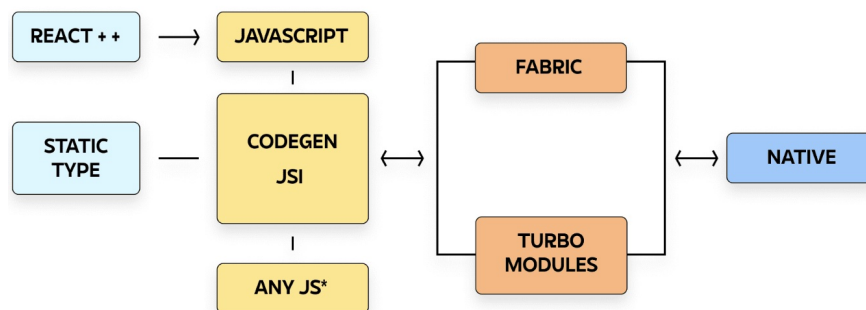 REACT + +
JAVASCRIPT
FABRIC
STATIC
TYPE
CODEGEN
JSI
NATIVE
TURBO
MODULES
ANY JS*